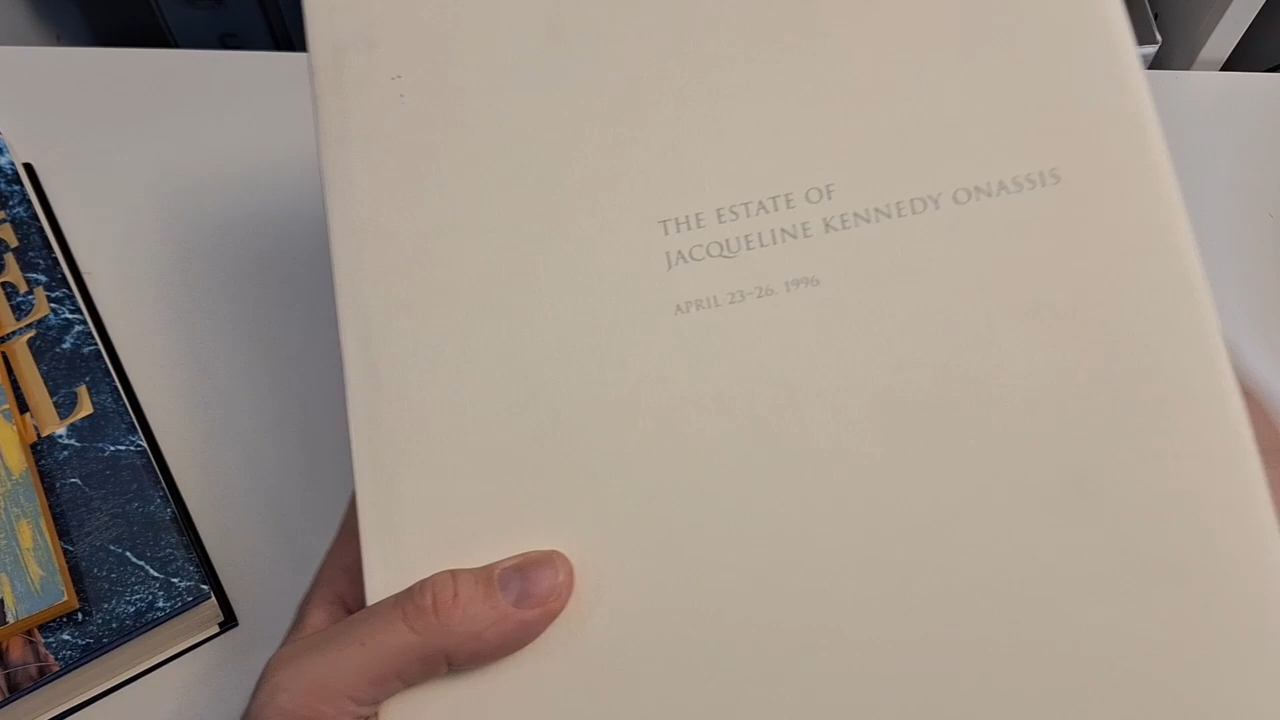 THE ESTATE OF
JACQUELINE KENNEDY ONASSIS
APRIL 23-26, 1996
E
E
L